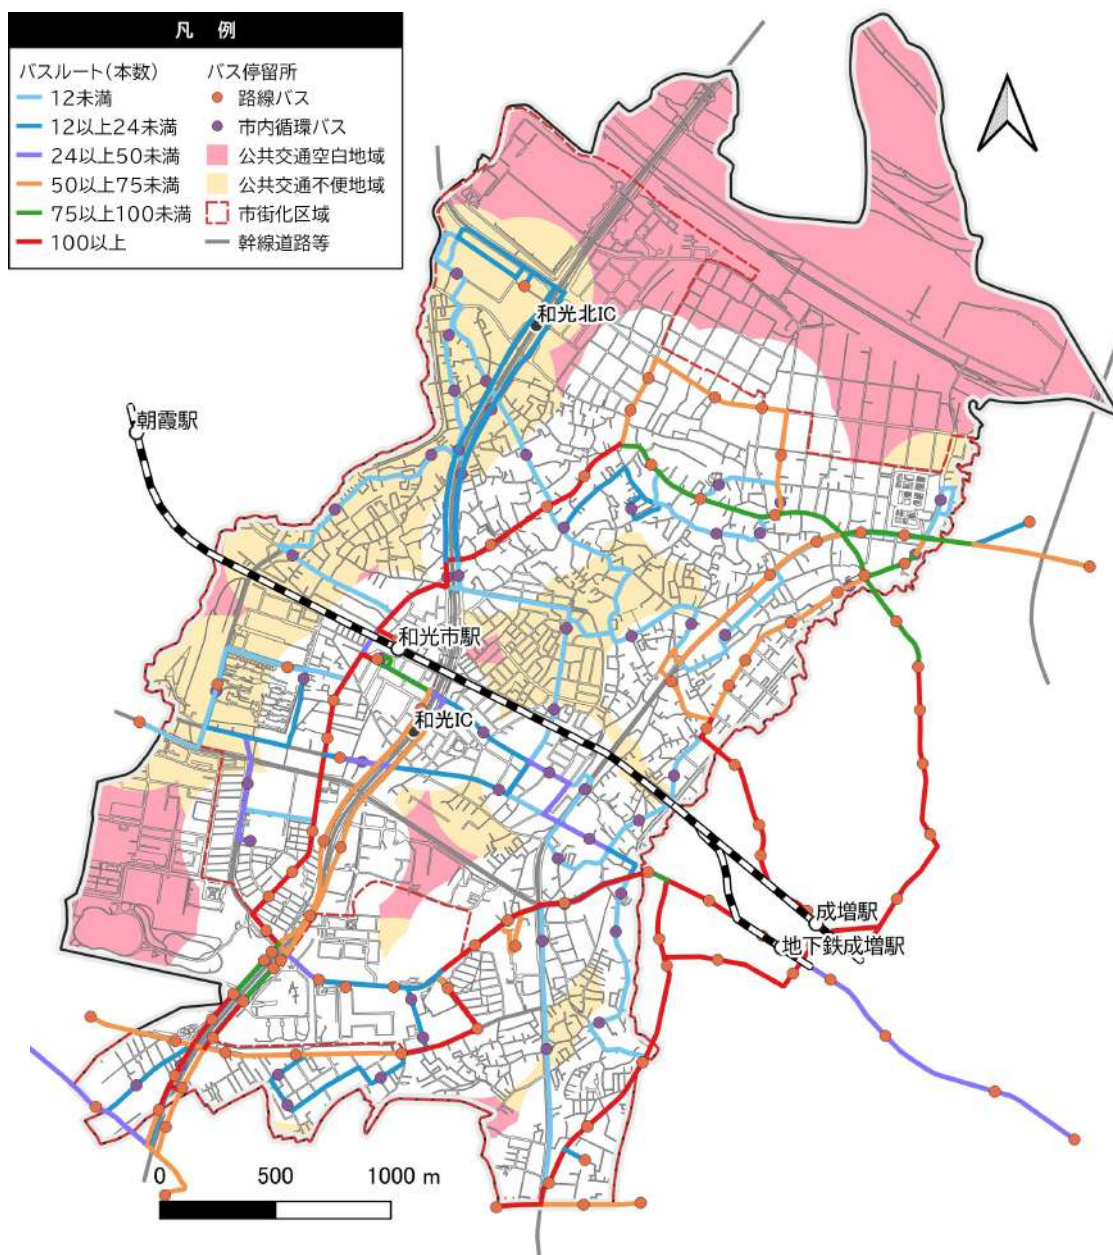 凡 例
バスルート(本数)
12未満
12以上24未満
24以上50未満
50以上75未満
75以上100未満
100以上
バス停留所
路線バス
市内循環バス
公共交通空白地域
公共交通不便地域
市街化区域
幹線道路等
和光北IC
朝霞駅
和光市駅
和光IC
成増駅
地下鉄成増駅
0 500 1000 m